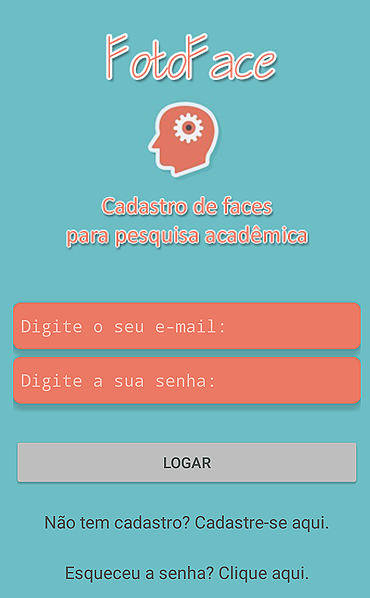 FotoFace
Cadastro de faces
para pesquisa acadêmica
Digite o seu e-mail:
Digite a sua senha:
LOGAR
Não tem cadastro? Cadastre-se aqui.
Esqueceu a senha? Clique aqui.